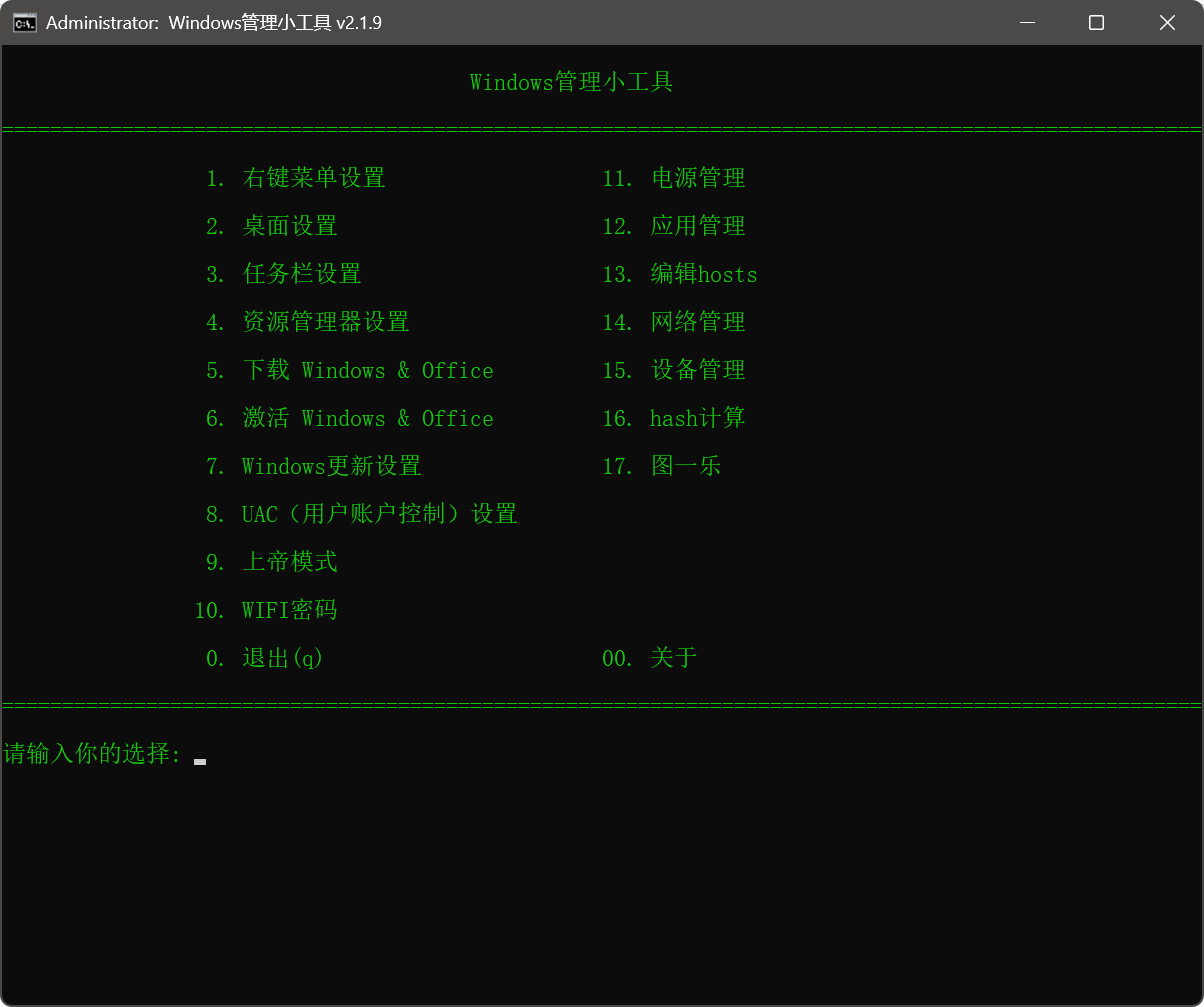 Administrator:  Windows管理小工具 v2.1.9
Windows管理小工具
====================================================================================================
1. 右键菜单设置 11. 电源管理
2. 桌面设置 12. 应用管理
3. 任务栏设置 13. 编辑hosts
4. 资源管理器设置 14. 网络管理
5. 下载 Windows & Office 15. 设备管理
6. 激活 Windows & Office 16. hash计算
7. Windows更新设置 17. 图一乐
8. UAC（用户账户控制）设置
9. 上帝模式
10. WIFI密码
0. 退出(q) 00. 关于
====================================================================================================
请输入你的选择: